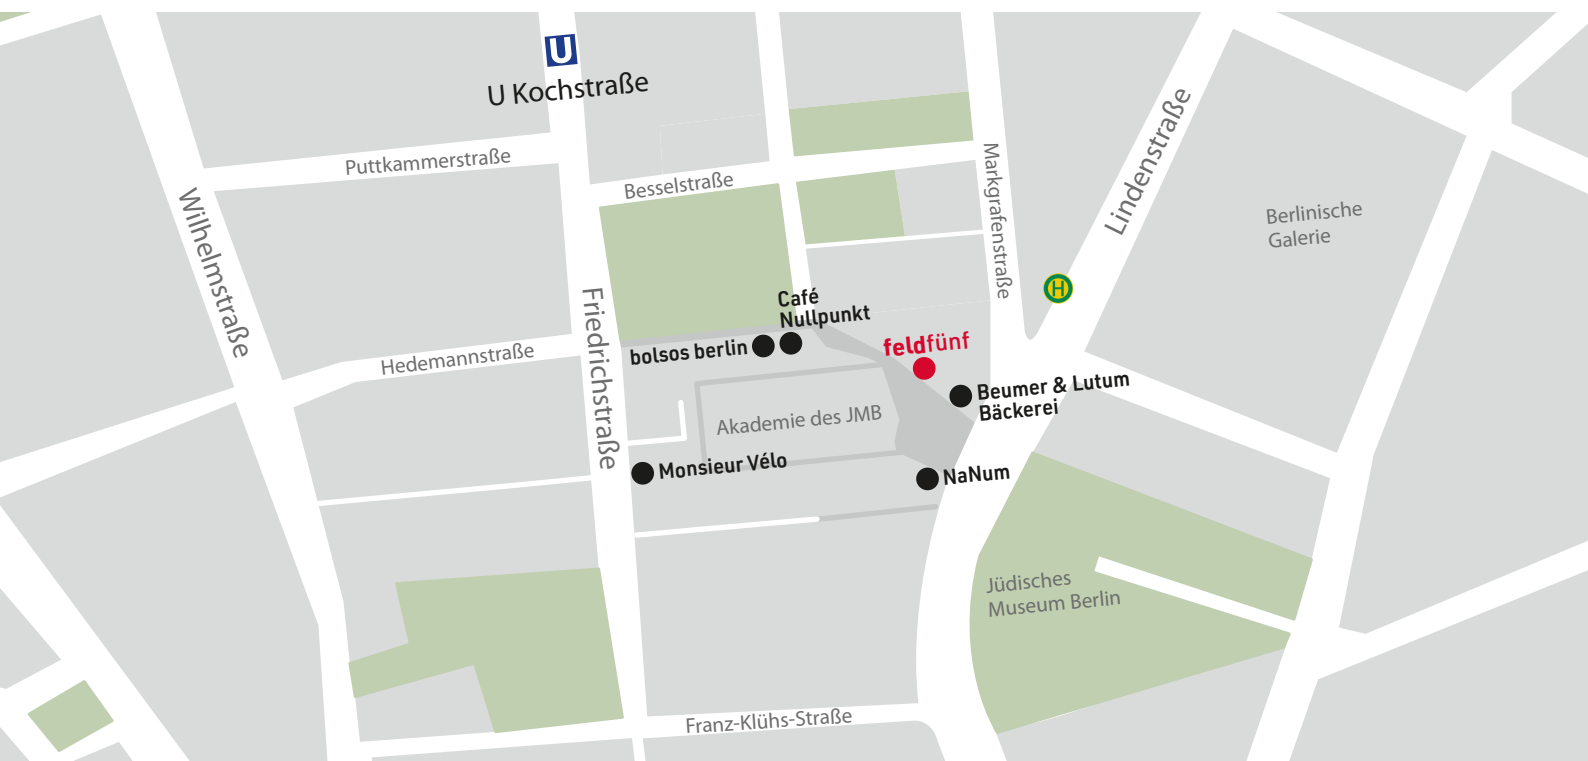 U
U Kochstraße
Puttkammerstraße
Besselstraße
Markgrafenstraße
Lindenstraße
Wilhelmstraße
Berlinische
Galerie
H
Café
Nullpunkt
Friedrichstraße
bolsos berlin
feldfünf
Hedemannstraße
Beumer & Lutum
Bäckerei
Akademie des JMB
Monsieur Vélo
NaNum
Jüdisches
Museum Berlin
Franz-Klühs-Straße